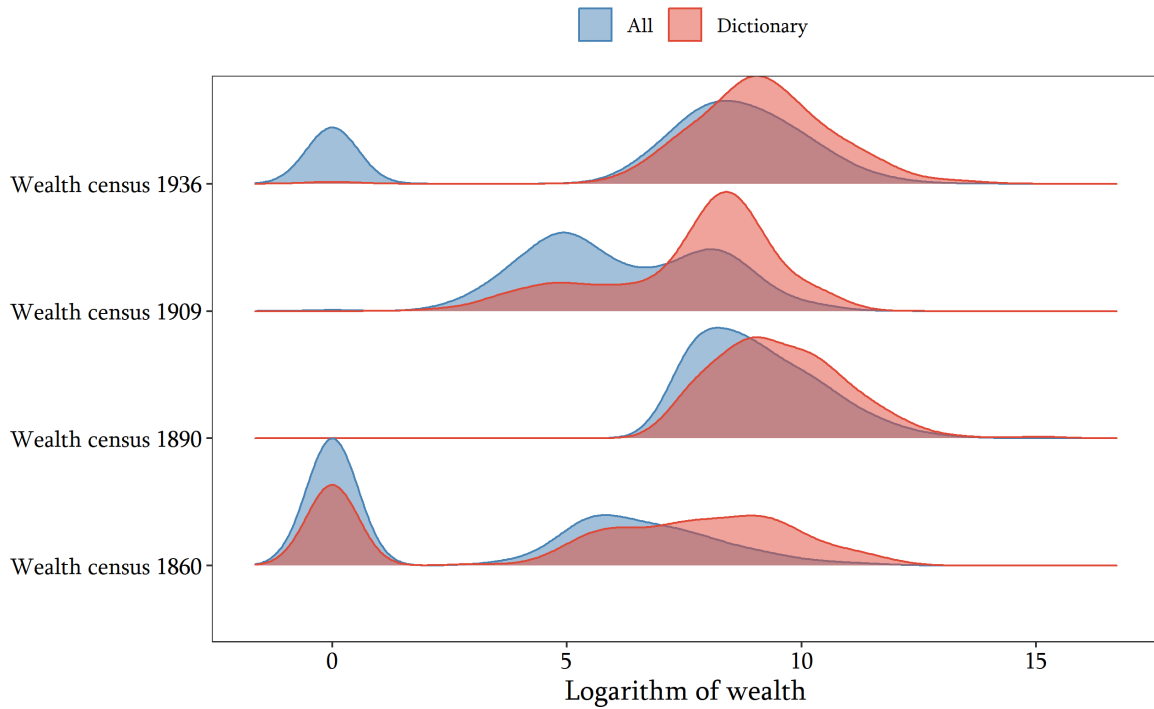 All Dictionary
Wealth census 1936
Wealth census 1909
Wealth census 1890
Wealth census 1860
0 5 10 15
Logarithm of wealth